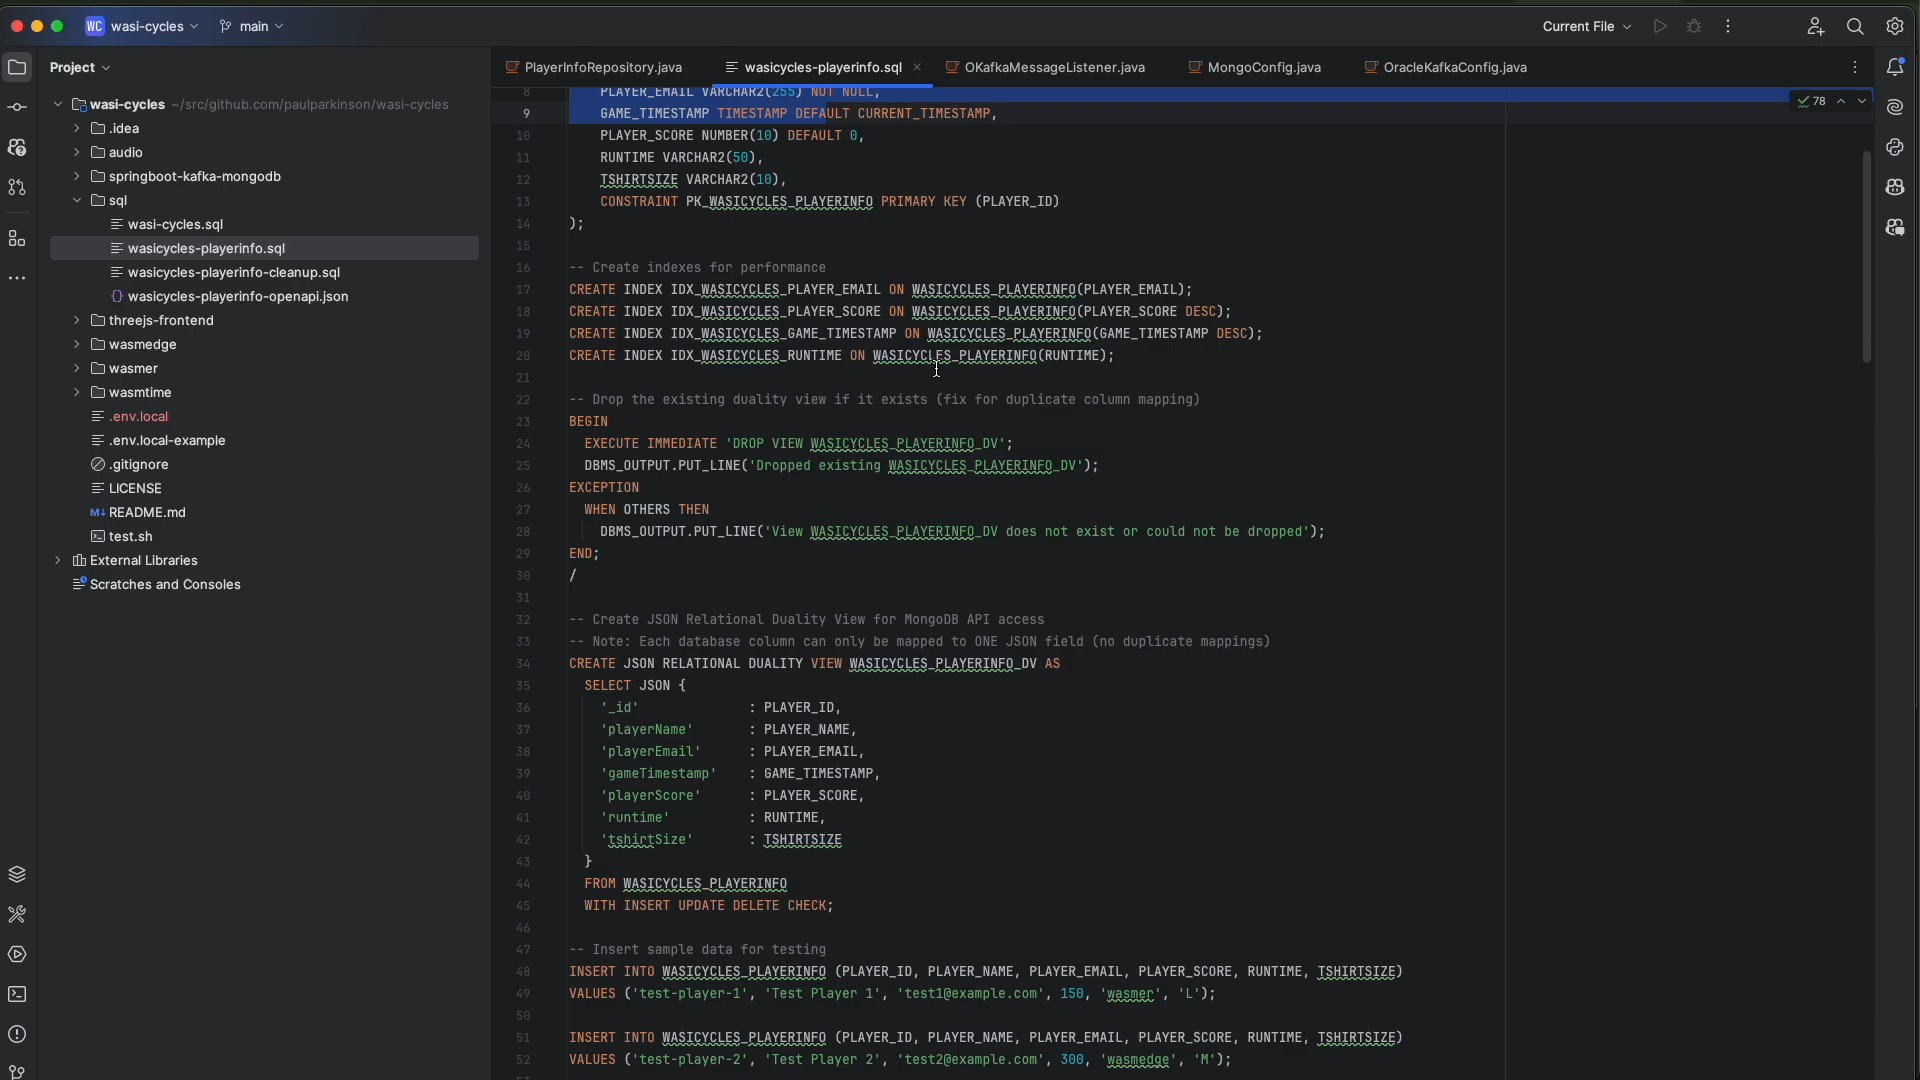 WC wasi-cycles main Current File
Project
wasi-cycles ~/src/github.com/paulparkinson/wasi-cycles
.idea
audio
springboot-kafka-mongodb
sql
wasi-cycles.sql
wasicycles-playerinfo.sql
wasicycles-playerinfo-cleanup.sql
{} wasicycles-playerinfo-openapi.json
threejs-frontend
wasmedge
wasmer
wasmtime
.env.local
.env.local-example
.gitignore
LICENSE
M↓ README.md
test.sh
External Libraries
Scratches and Consoles
PlayerInfoRepository.java wasicycles-playerinfo.sql OKafkaMessageListener.java MongoConfig.java OracleKafkaConfig.java
78
8 PLAYER_EMAIL VARCHAR2(255) NOT NULL,
9 GAME_TIMESTAMP TIMESTAMP DEFAULT CURRENT_TIMESTAMP,
10 PLAYER_SCORE NUMBER(10) DEFAULT 0,
11 RUNTIME VARCHAR2(50),
12 TSHIRTSIZE VARCHAR2(10),
13 CONSTRAINT PK_WASICYCLES_PLAYERINFO PRIMARY KEY (PLAYER_ID)
14 );
15
16 -- Create indexes for performance
17 CREATE INDEX IDX_WASICYCLES_PLAYER_EMAIL ON WASICYCLES_PLAYERINFO(PLAYER_EMAIL);
18 CREATE INDEX IDX_WASICYCLES_PLAYER_SCORE ON WASICYCLES_PLAYERINFO(PLAYER_SCORE DESC);
19 CREATE INDEX IDX_WASICYCLES_GAME_TIMESTAMP ON WASICYCLES_PLAYERINFO(GAME_TIMESTAMP DESC);
20 CREATE INDEX IDX_WASICYCLES_RUNTIME ON WASICYCLES_PLAYERINFO(RUNTIME);
21
22 -- Drop the existing duality view if it exists (fix for duplicate column mapping)
23 BEGIN
24 EXECUTE IMMEDIATE 'DROP VIEW WASICYCLES_PLAYERINFO_DV';
25 DBMS_OUTPUT.PUT_LINE('Dropped existing WASICYCLES_PLAYERINFO_DV');
26 EXCEPTION
27 WHEN OTHERS THEN
28 DBMS_OUTPUT.PUT_LINE('View WASICYCLES_PLAYERINFO_DV does not exist or could not be dropped');
29 END;
30 /
31
32 -- Create JSON Relational Duality View for MongoDB API access
33 -- Note: Each database column can only be mapped to ONE JSON field (no duplicate mappings)
34 CREATE JSON RELATIONAL DUALITY VIEW WASICYCLES_PLAYERINFO_DV AS
35 SELECT JSON {
36 '_id' : PLAYER_ID,
37 'playerName' : PLAYER_NAME,
38 'playerEmail' : PLAYER_EMAIL,
39 'gameTimestamp' : GAME_TIMESTAMP,
40 'playerScore' : PLAYER_SCORE,
41 'runtime' : RUNTIME,
42 'tshirtSize' : TSHIRTSIZE
43 }
44 FROM WASICYCLES_PLAYERINFO
45 WITH INSERT UPDATE DELETE CHECK;
46
47 -- Insert sample data for testing
48 INSERT INTO WASICYCLES_PLAYERINFO (PLAYER_ID, PLAYER_NAME, PLAYER_EMAIL, PLAYER_SCORE, RUNTIME, TSHIRTSIZE)
49 VALUES ('test-player-1', 'Test Player 1', 'test1@example.com', 150, 'wasmer', 'L');
50
51 INSERT INTO WASICYCLES_PLAYERINFO (PLAYER_ID, PLAYER_NAME, PLAYER_EMAIL, PLAYER_SCORE, RUNTIME, TSHIRTSIZE)
52 VALUES ('test-player-2', 'Test Player 2', 'test2@example.com', 300, 'wasmedge', 'M');